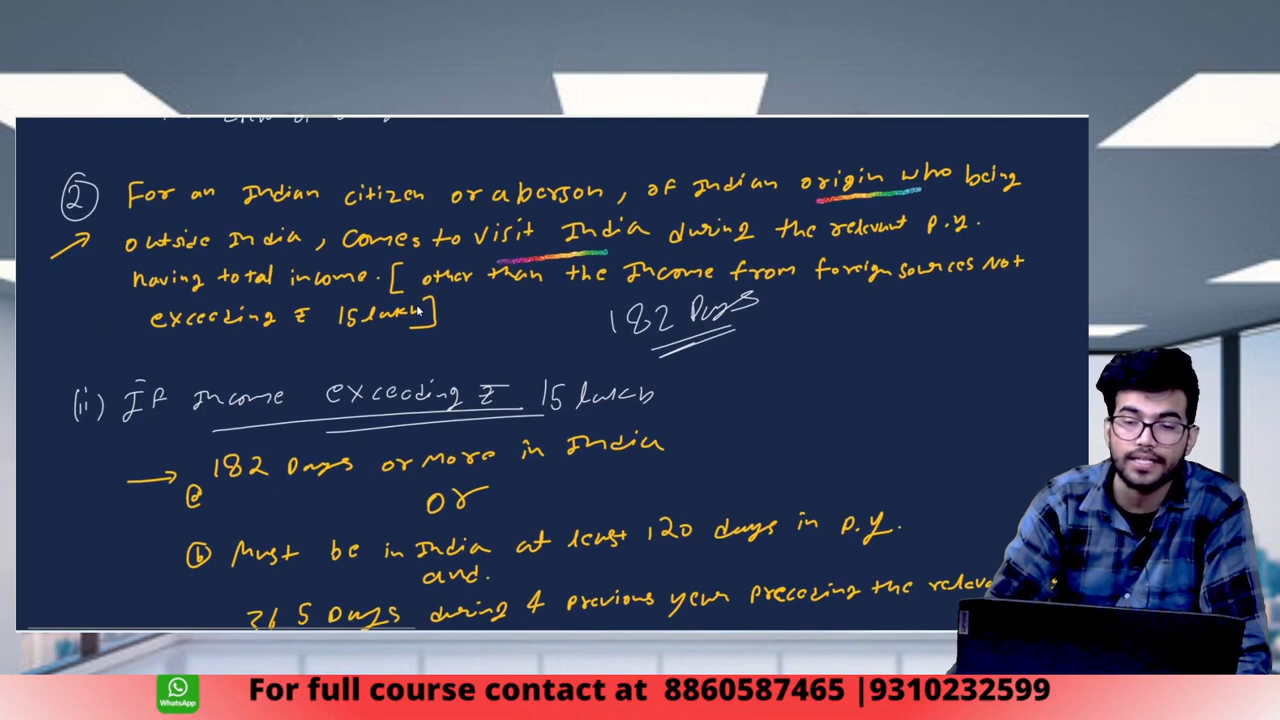 ② For an Indian citizen or a person, of Indian origin who being
outside India, comes to visit India during the relevant P.Y.
having total income. [other than the Income from foreign sources Not
exceeding ₹ 15 lakh]
182 Days
(ii) If Income exceeding ₹ 15 lakh
→ ⓐ 182 Days or more in India
or
ⓑ Must be in India at least 120 days in P.Y.
and.
365 Days during 4 previous year preceding the
WhatsApp
For full course contact at 8860587465 |9310232599